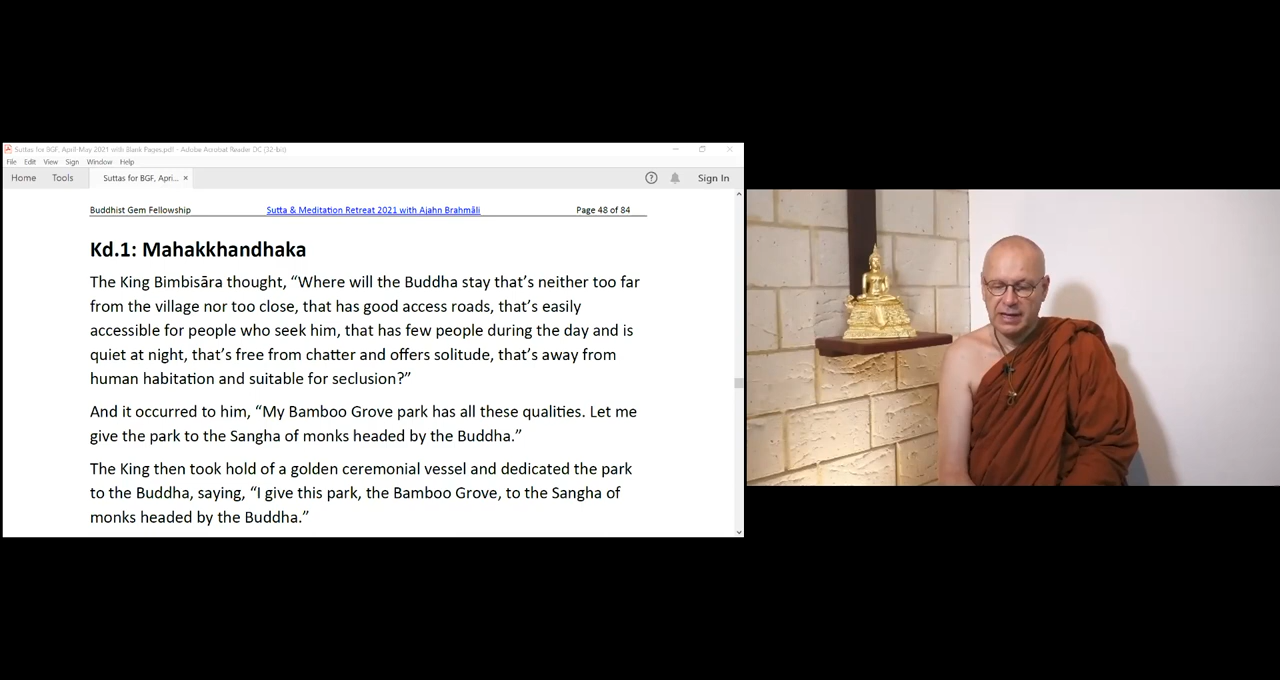 Suttas for BGF, April-May 2021 with Blank Pages.pdf - Adobe Acrobat Reader DC (32-bit)
File Edit View Sign Window Help
Home Tools Suttas for BGF, Apri... × Sign In
Buddhist Gem Fellowship Sutta & Meditation Retreat 2021 with Ajahn Brahmāli Page 48 of 84
Kd.1: Mahakkhandhaka
The King Bimbisāra thought, “Where will the Buddha stay that’s neither too far
from the village nor too close, that has good access roads, that’s easily
accessible for people who seek him, that has few people during the day and is
quiet at night, that’s free from chatter and offers solitude, that’s away from
human habitation and suitable for seclusion?”
And it occurred to him, “My Bamboo Grove park has all these qualities. Let me
give the park to the Sangha of monks headed by the Buddha.”
The King then took hold of a golden ceremonial vessel and dedicated the park
to the Buddha, saying, “I give this park, the Bamboo Grove, to the Sangha of
monks headed by the Buddha.”